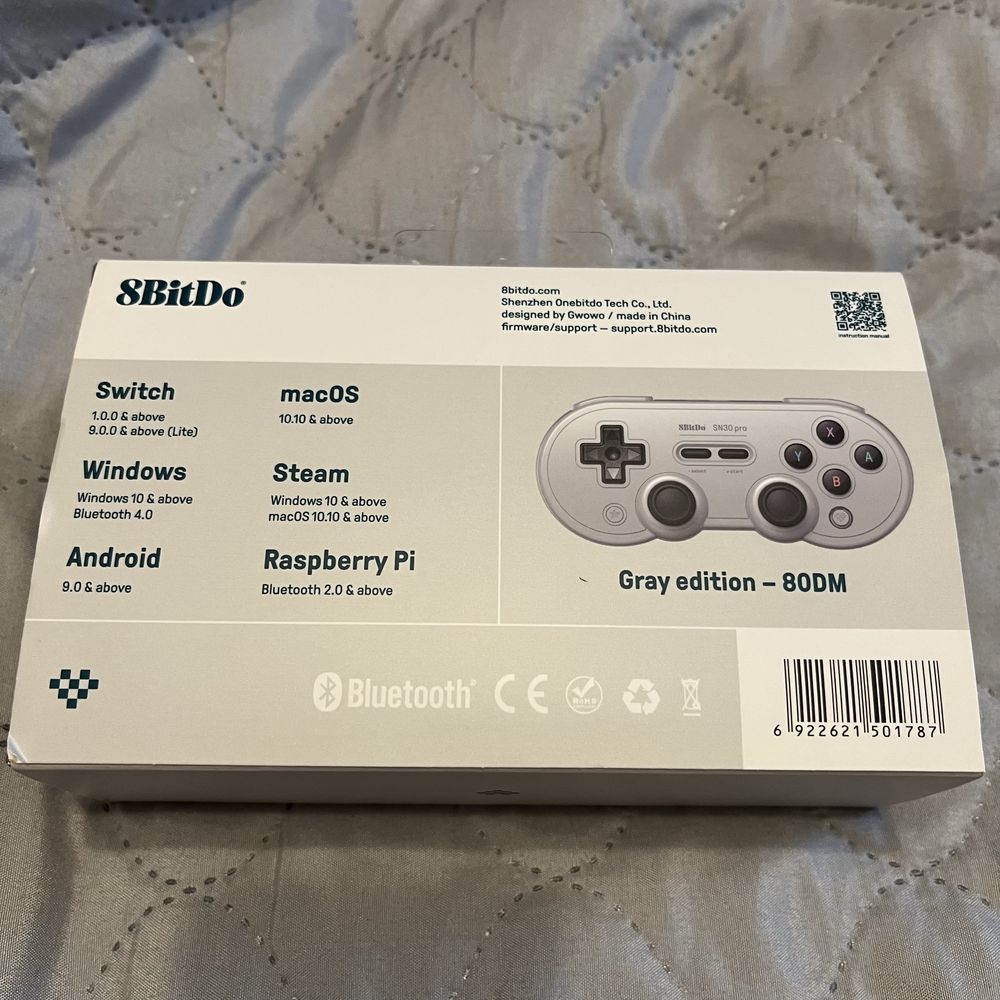 8BitDo
8bitdo.com
Shenzhen Onebitdo Tech Co., Ltd.
designed by Gwowo / made in China
firmware/support – support.8bitdo.com
instruction manual
Switch
1.0.0 & above
9.0.0 & above (Lite)
macOS
10.10 & above
Windows
Windows 10 & above
Bluetooth 4.0
Steam
Windows 10 & above
macOS 10.10 & above
Android
9.0 & above
Raspberry Pi
Bluetooth 2.0 & above
8BitDo SN30 pro
- select
+ start
X
Y
A
B
Gray edition – 80DM
Bluetooth®
CE
RoHS
6 922621 501787